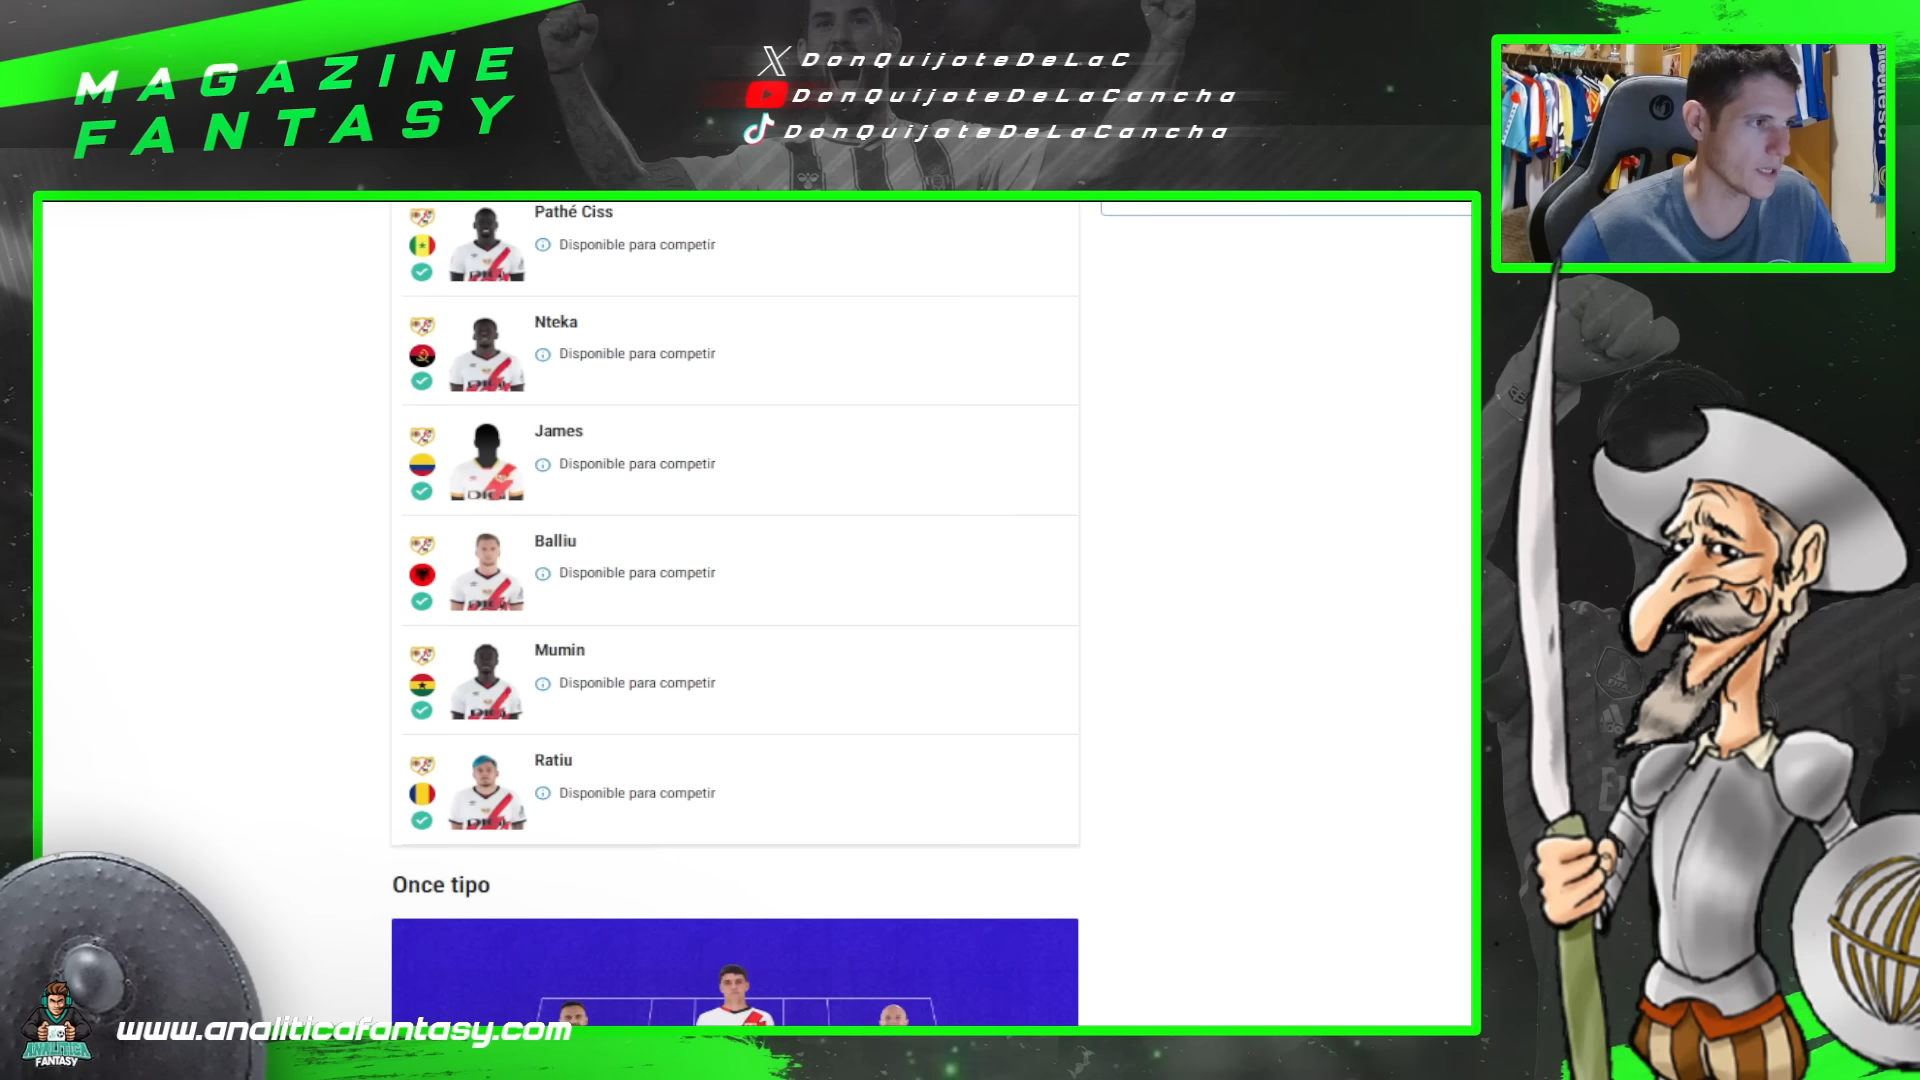 MAGAZINE
FANTASY
DonQuijoteDeLaC
DonQuijoteDeLaCancha
DonQuijoteDeLaCancha
Pathé Ciss
Disponible para competir
Nteka
Disponible para competir
James
Disponible para competir
Balliu
Disponible para competir
Mumin
Disponible para competir
Ratiu
Disponible para competir
Once tipo
ANALITICA
FANTASY
www.analiticafantasy.com